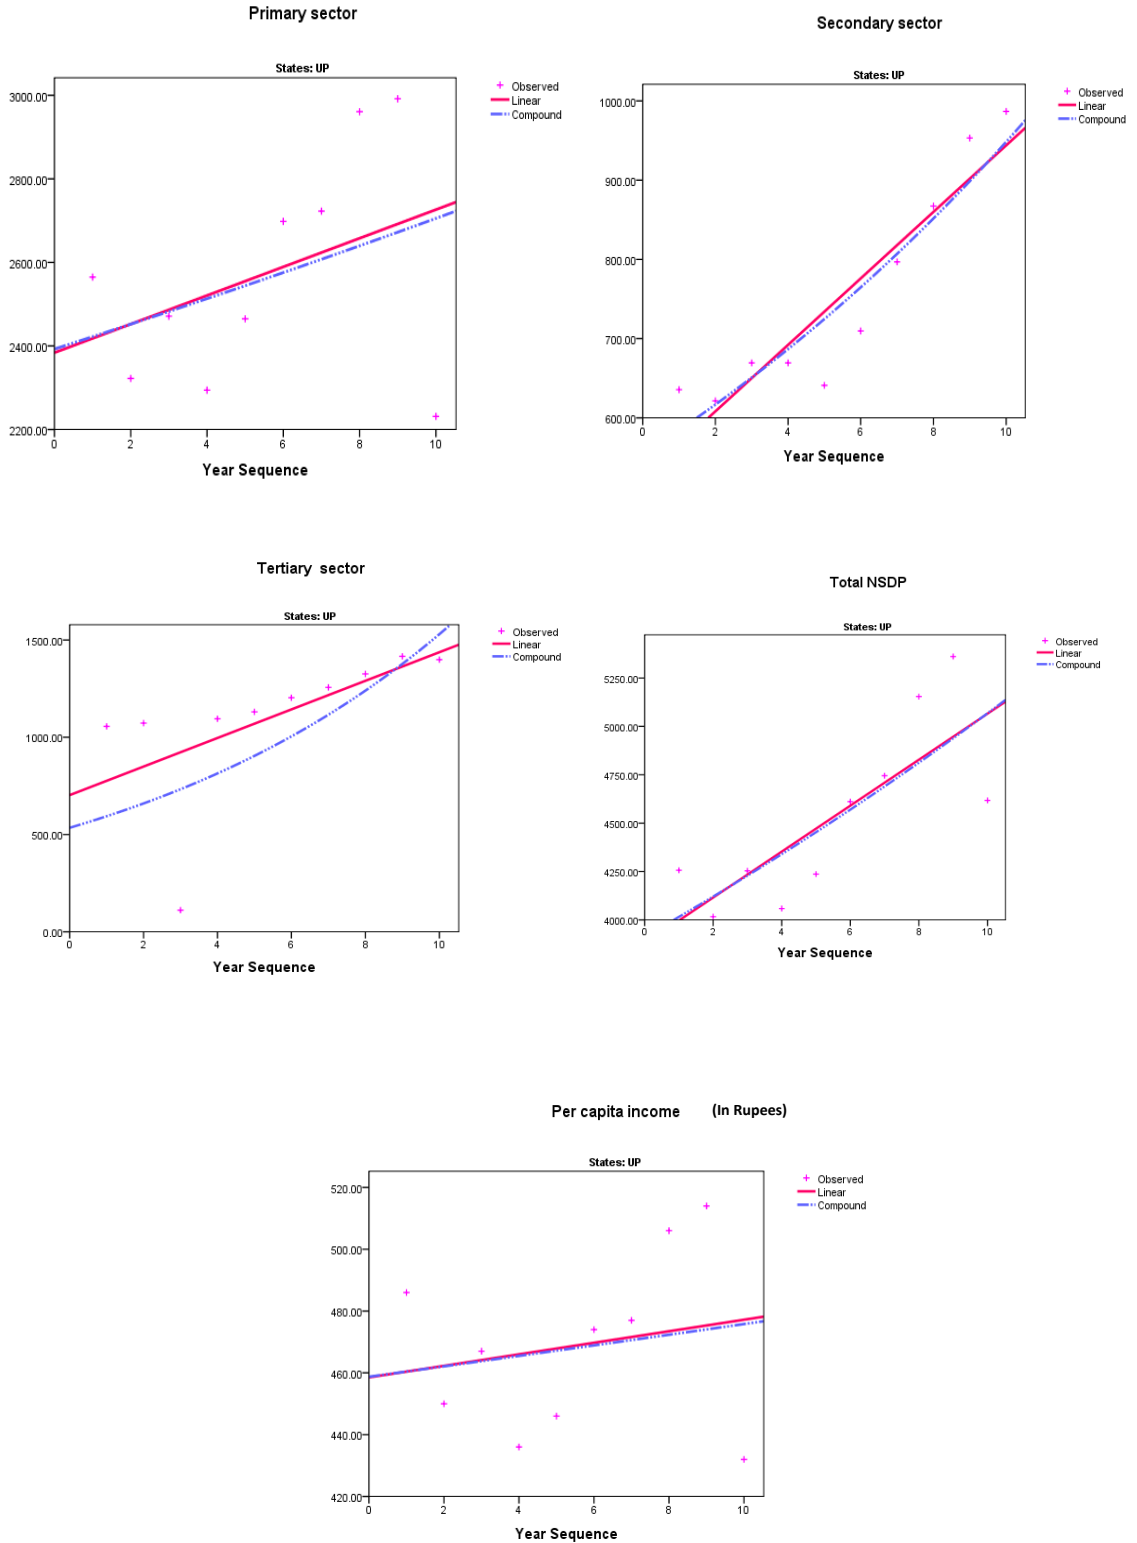 Primary sector
States: UP
3000.00
2800.00
2600.00
2400.00
2200.00
0 2 4 6 8 10
Year Sequence
Observed
Linear
Compound
Secondary sector
States: UP
1000.00
900.00
800.00
700.00
600.00
0 2 4 6 8 10
Year Sequence
Observed
Linear
Compound
Tertiary sector
States: UP
1500.00
1000.00
500.00
0.00
0 2 4 6 8 10
Year Sequence
Observed
Linear
Compound
Total NSDP
States: UP
5250.00
5000.00
4750.00
4500.00
4250.00
4000.00
0 2 4 6 8 10
Year Sequence
Observed
Linear
Compound
Per capita income (In Rupees)
States: UP
520.00
500.00
480.00
460.00
440.00
420.00
0 2 4 6 8 10
Year Sequence
Observed
Linear
Compound